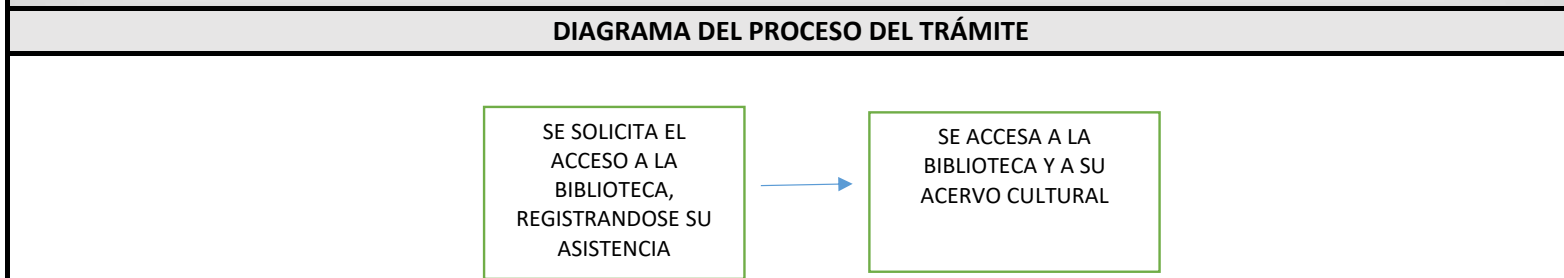 DIAGRAMA DEL PROCESO DEL TRÁMITE
SE SOLICITA EL
ACCESO A LA
BIBLIOTECA,
REGISTRANDOSE SU
ASISTENCIA
SE ACCESA A LA
BIBLIOTECA Y A SU
ACERVO CULTURAL